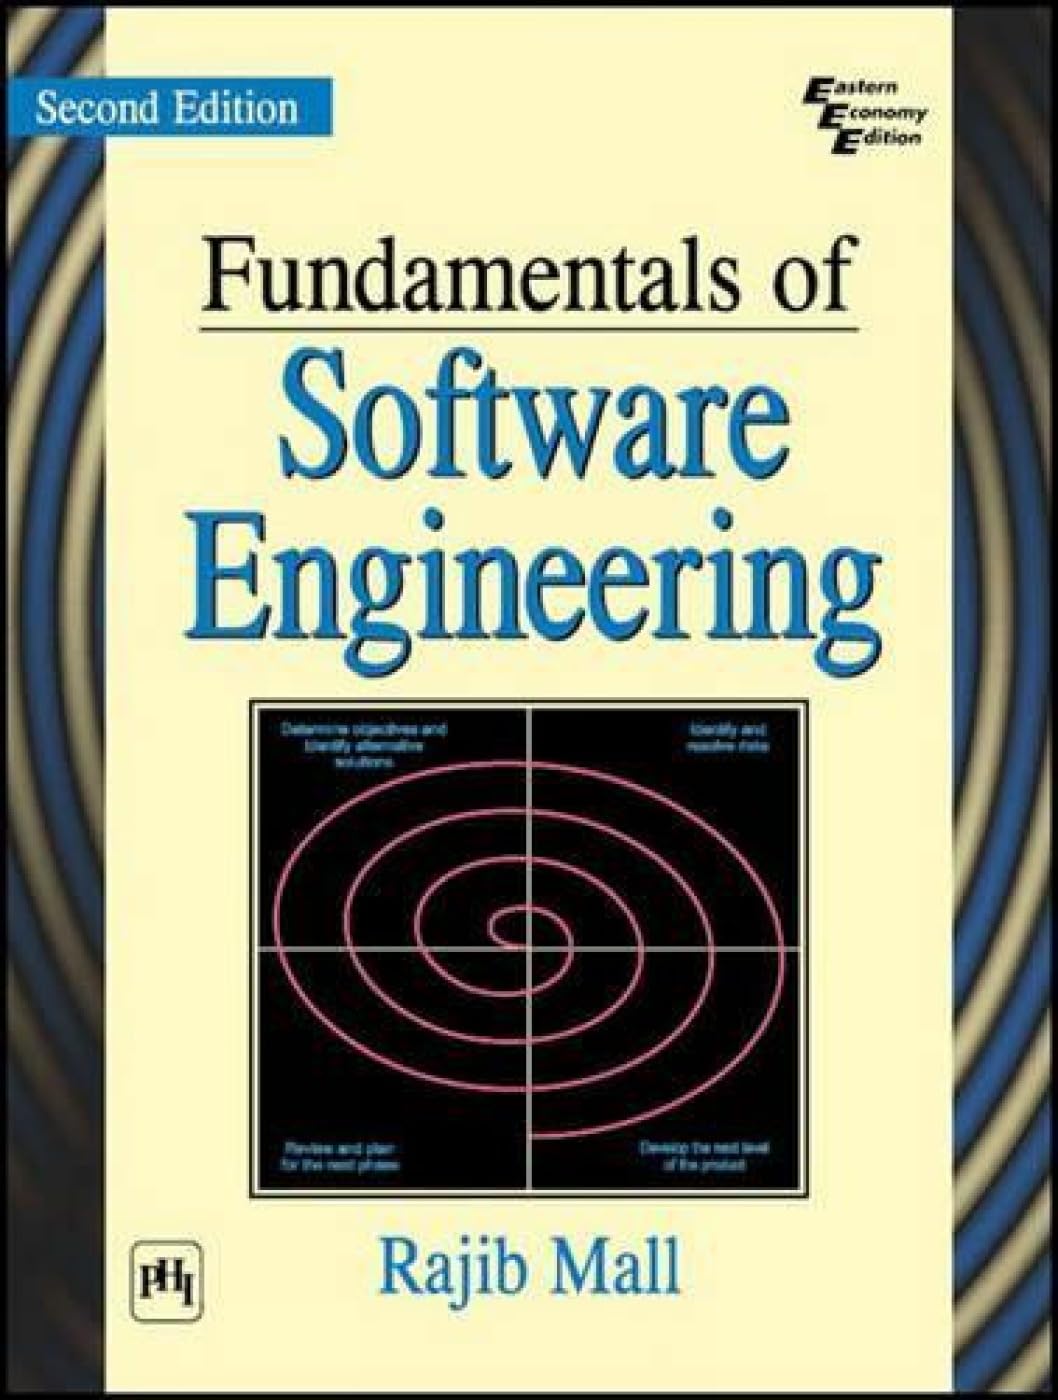 Second Edition
Eastern
Economy
Edition
Fundamentals of
Software
Engineering
Determine objectives and
identify alternative
solutions
Identify and
resolve risks
Review and plan
for the next phase
Develop the next level
of the product
Rajib Mall
PHI